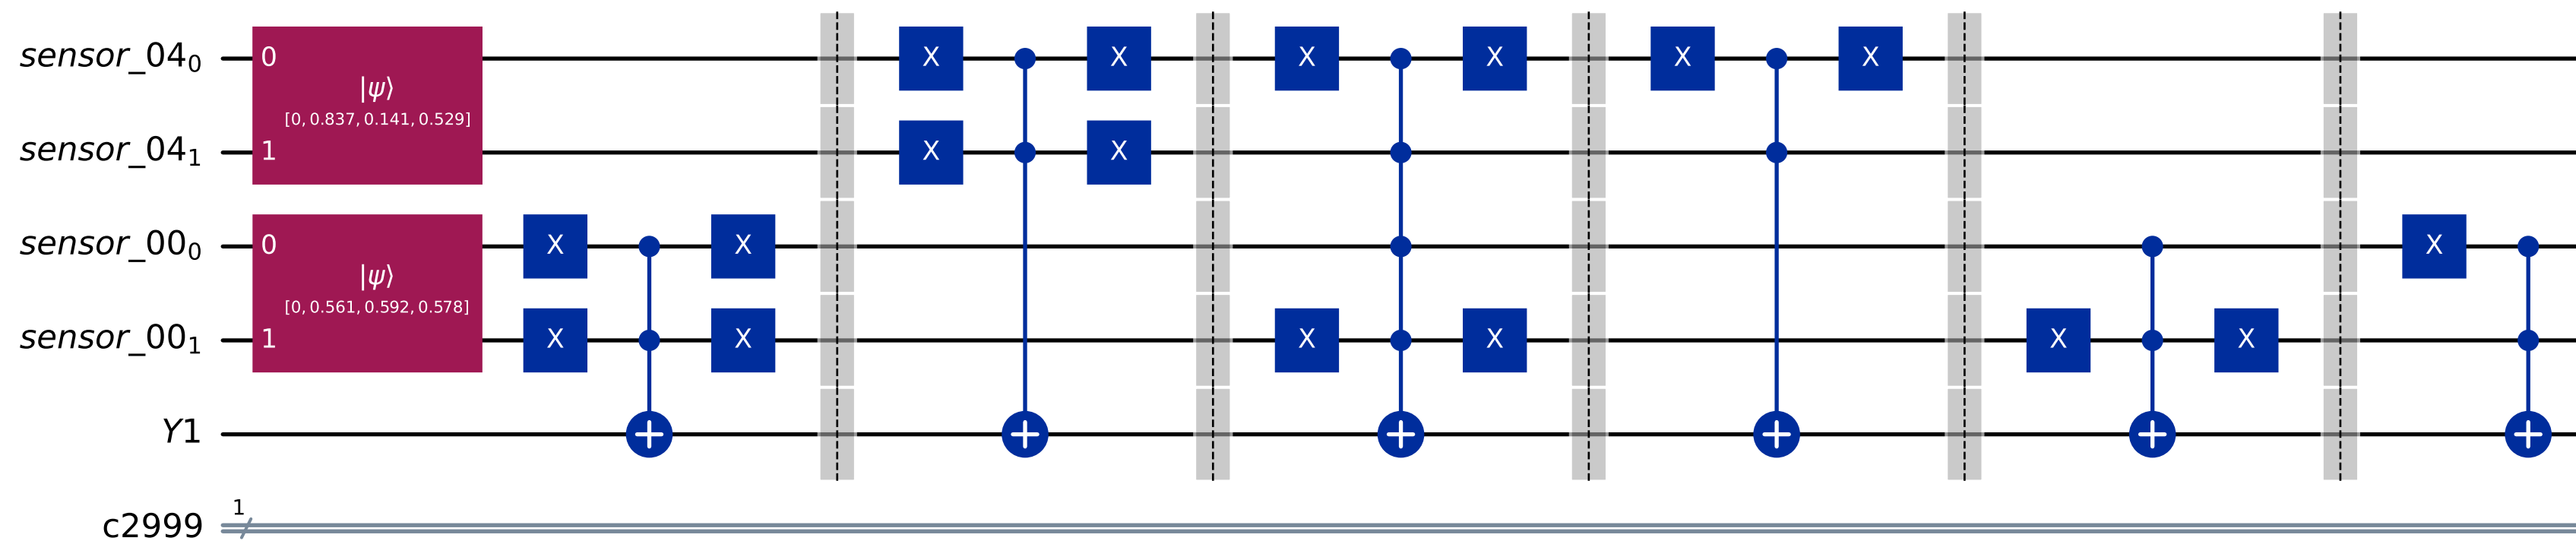 sensor_04₀ 0 X X X X X X
|ψ⟩
[0, 0.837, 0.141, 0.529]
sensor_04₁ 1 X X
sensor_00₀ 0 X X X
|ψ⟩
[0, 0.561, 0.592, 0.578]
sensor_00₁ 1 X X X X X X
Y1
1
c2999